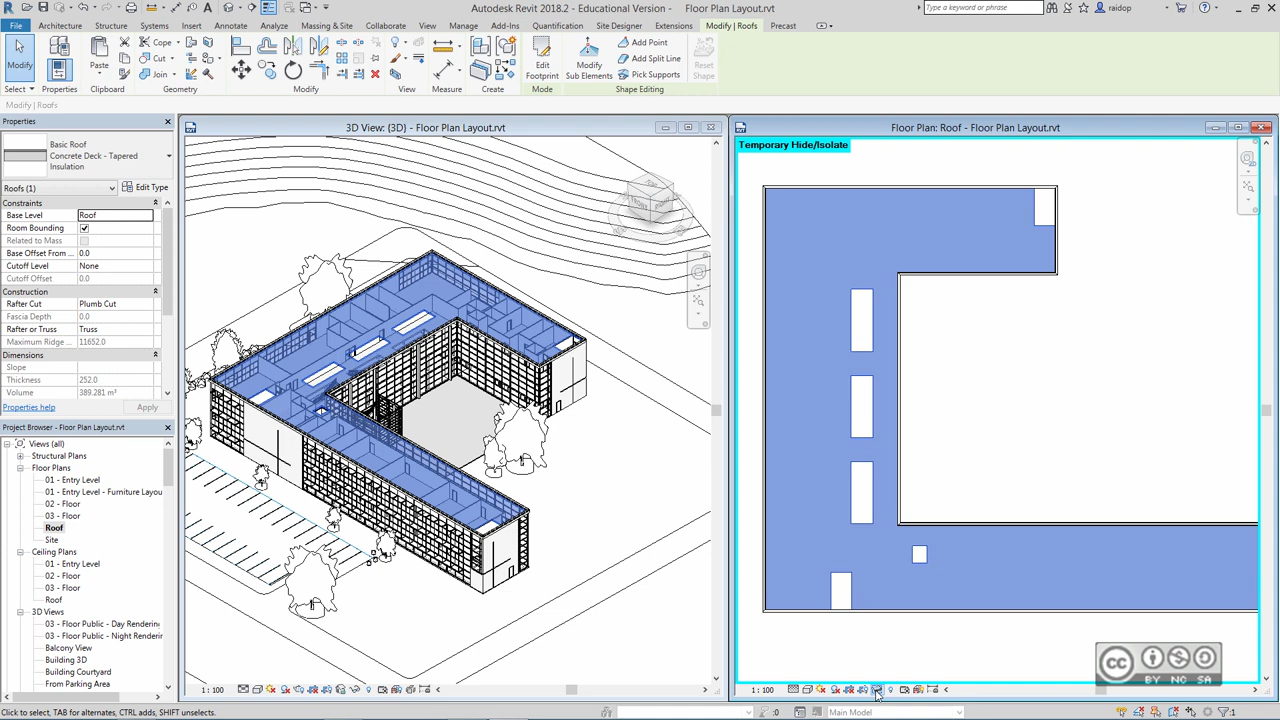 Autodesk Revit 2018.2 - Educational Version - Floor Plan Layout.rvt
Type a keyword or phrase
raidop
File Architecture Structure Systems Insert Annotate Analyze Massing & Site Collaborate View Manage Add-Ins Quantification Site Designer Extensions Modify | Roofs Precast
Cope
Cut
Join
Modify
Paste
Edit Footprint
Modify Sub Elements
Add Point
Add Split Line
Pick Supports
Reset Shape
Select Properties Clipboard Geometry Modify View Measure Create Mode Shape Editing
Modify | Roofs
Properties
Basic Roof
Concrete Deck - Tapered
Insulation
Roofs (1) Edit Type
Constraints
Base Level Roof
Room Bounding
Related to Mass
Base Offset From ... 0.0
Cutoff Level None
Cutoff Offset 0.0
Construction
Rafter Cut Plumb Cut
Fascia Depth 0.0
Rafter or Truss Truss
Maximum Ridge ... 11652.0
Dimensions
Slope
Thickness 252.0
Volume 389.281 m³
Properties help Apply
Project Browser - Floor Plan Layout.rvt
Views (all)
Structural Plans
Floor Plans
01 - Entry Level
01 - Entry Level - Furniture Layou
02 - Floor
03 - Floor
Roof
Site
Ceiling Plans
01 - Entry Level
02 - Floor
03 - Floor
Roof
3D Views
03 - Floor Public - Day Rendering
03 - Floor Public - Night Renderin
Balcony View
Building 3D
Building Courtyard
From Parking Area
3D View: {3D} - Floor Plan Layout.rvt
1 : 100
Floor Plan: Roof - Floor Plan Layout.rvt
Temporary Hide/Isolate
1 : 100
CC BY NC SA
Click to select, TAB for alternates, CTRL adds, SHIFT unselects.
:0
Main Model
:1